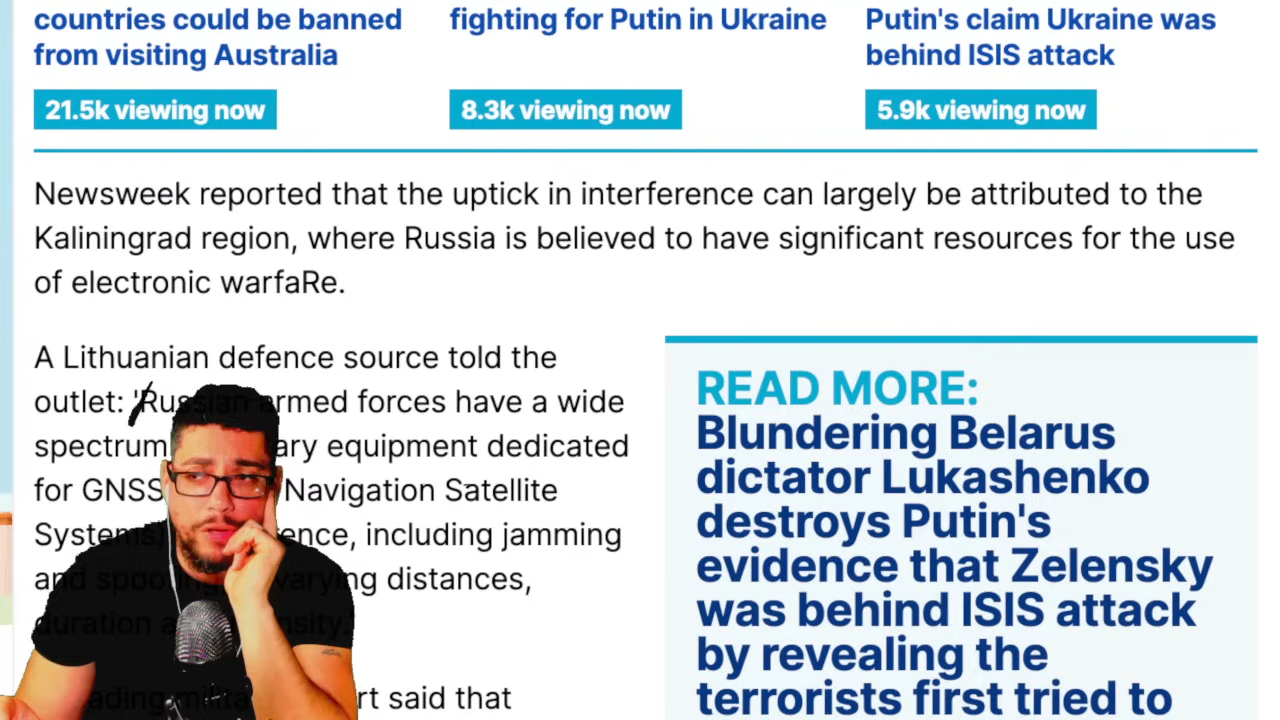 countries could be banned
from visiting Australia
21.5k viewing now
fighting for Putin in Ukraine
8.3k viewing now
Putin's claim Ukraine was
behind ISIS attack
5.9k viewing now
Newsweek reported that the uptick in interference can largely be attributed to the
Kaliningrad region, where Russia is believed to have significant resources for the use
of electronic warfaRe.
A Lithuanian defence source told the
outlet: 'Russian armed forces have a wide
spectrum equipment dedicated
for GNSS Navigation Satellite
Systems) including jamming
and spoofing, varying distances,
duration
said that
READ MORE:
Blundering Belarus
dictator Lukashenko
destroys Putin's
evidence that Zelensky
was behind ISIS attack
by revealing the
terrorists first tried to